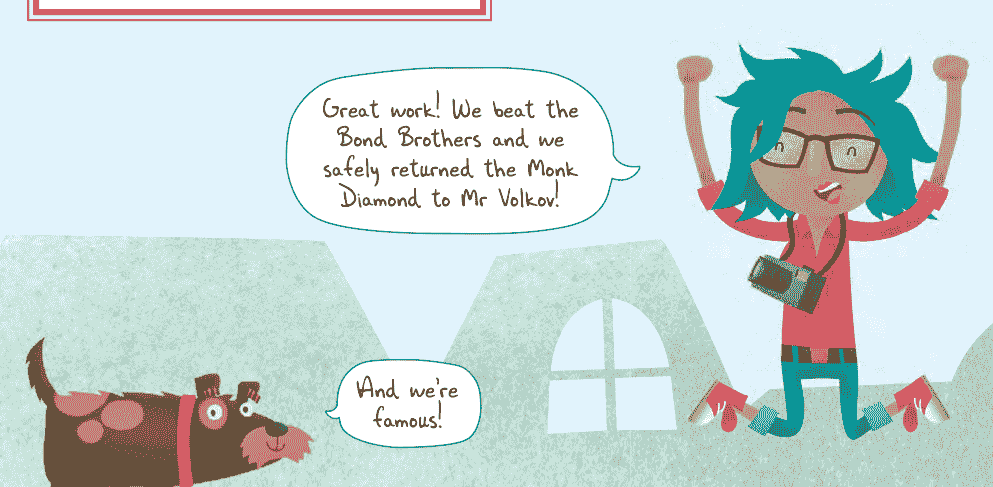 Great work! We beat the
Bond Brothers and we
safely returned the Monk
Diamond to Mr Volkov!
And we're
famous!